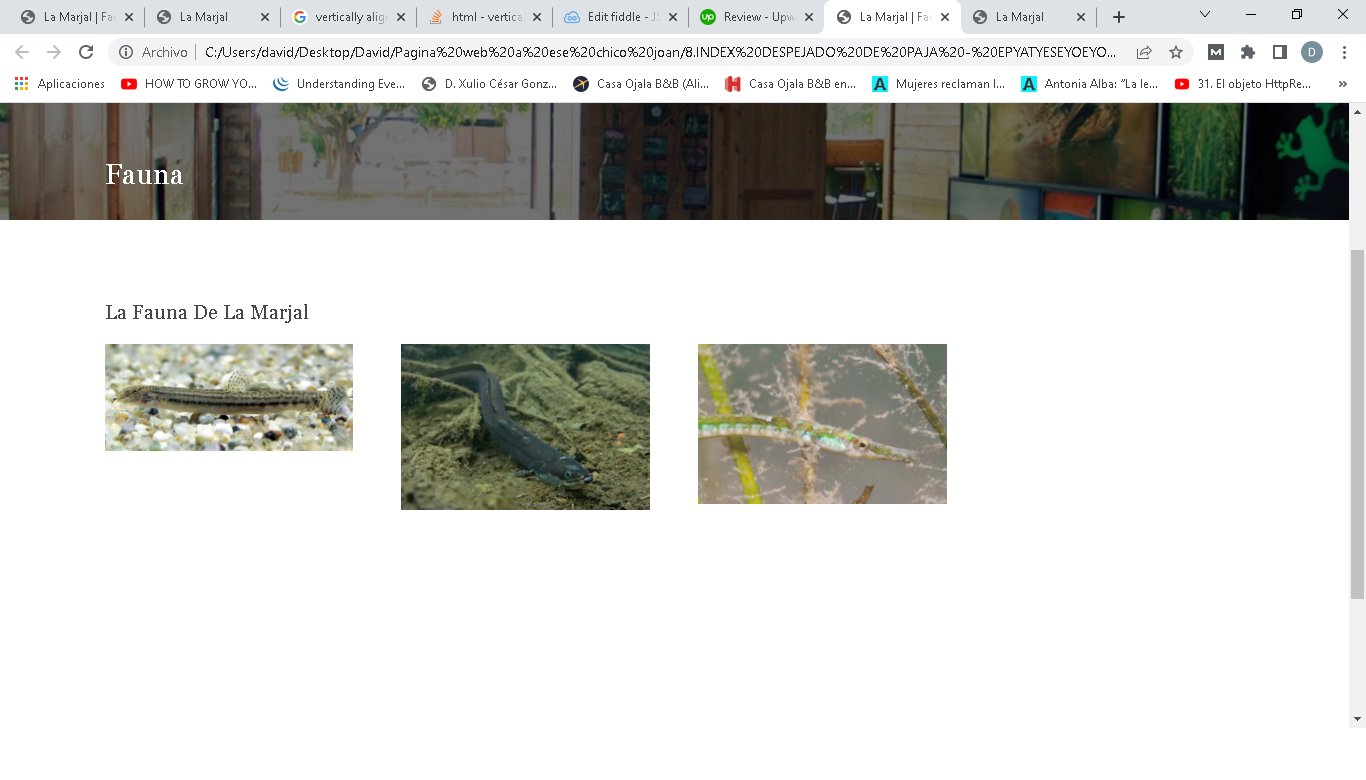 La Marjal | Fa
La Marjal
vertically alig
html - vertica
Edit fiddle - JS
Review - Upw
La Marjal | Fa
La Marjal
Archivo
C:/Users/david/Desktop/David/Pagina%20web%20a%20ese%20chico%20joan/8.INDEX%20DESPEJADO%20DE%20PAJA%20-%20EPYATYESEYOEYO...
D
Aplicaciones
HOW TO GROW YO...
Understanding Eve...
D. Xulio César Gonz...
Casa Ojala B&B (Ali...
Casa Ojala B&B en...
Mujeres reclaman l...
Antonia Alba: "La le...
31. El objeto HttpRe...
»
Fauna
La Fauna De La Marjal